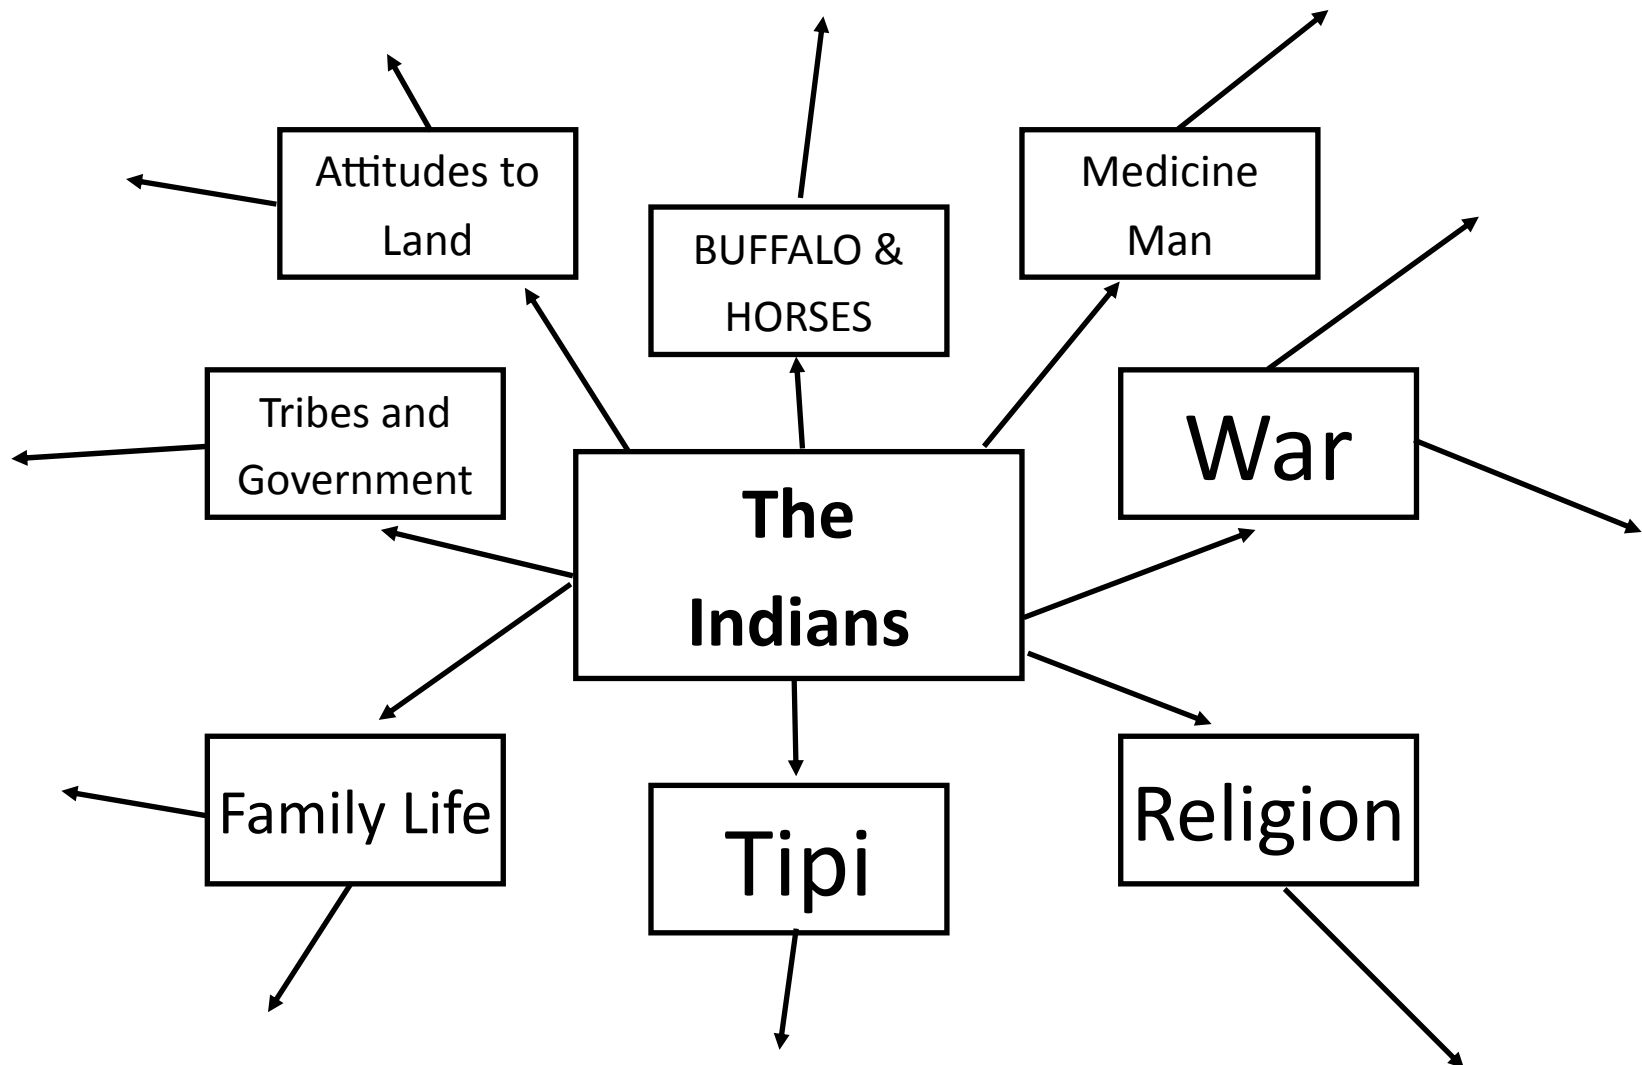 Attitudes to
Land
BUFFALO &
HORSES
Medicine
Man
Tribes and
Government
War
The
Indians
Family Life
Tipi
Religion